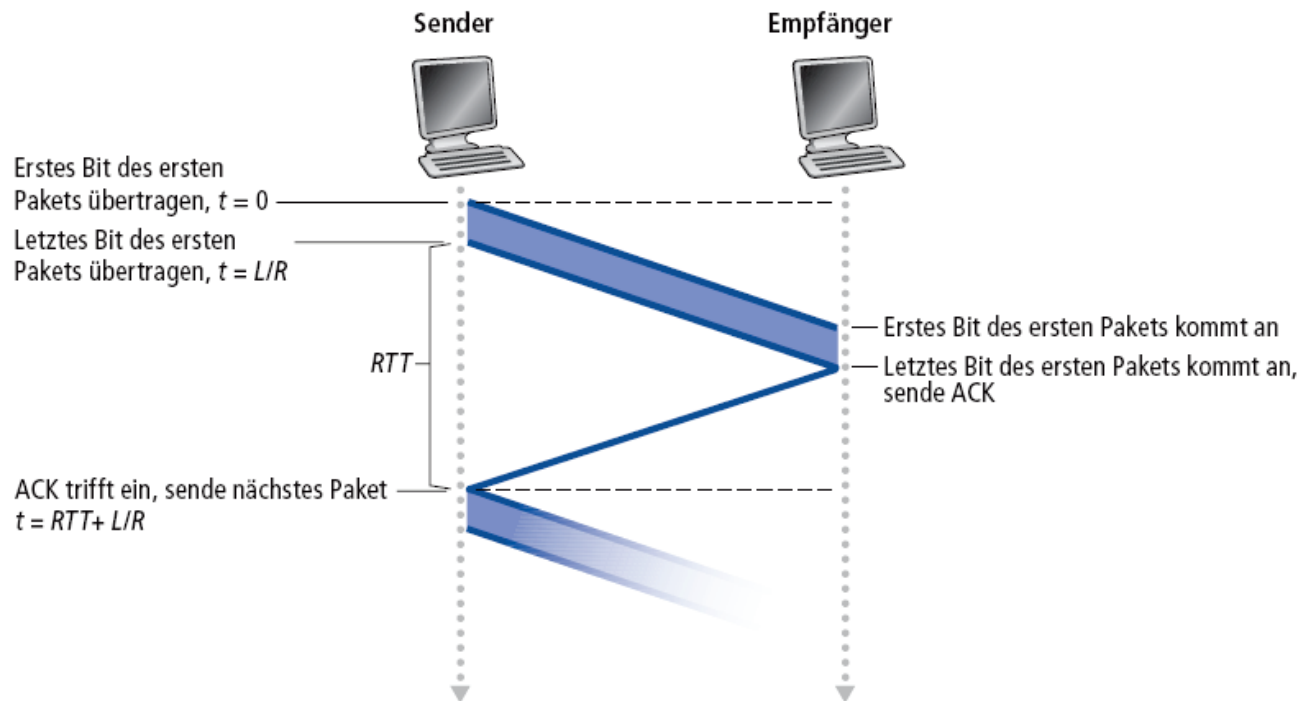 Sender
Empfänger
Erstes Bit des ersten
Pakets übertragen, t = 0
Letztes Bit des ersten
Pakets übertragen, t = L/R
Erstes Bit des ersten Pakets kommt an
RTT
Letztes Bit des ersten Pakets kommt an,
sende ACK
ACK trifft ein, sende nächstes Paket
t = RTT+ L/R